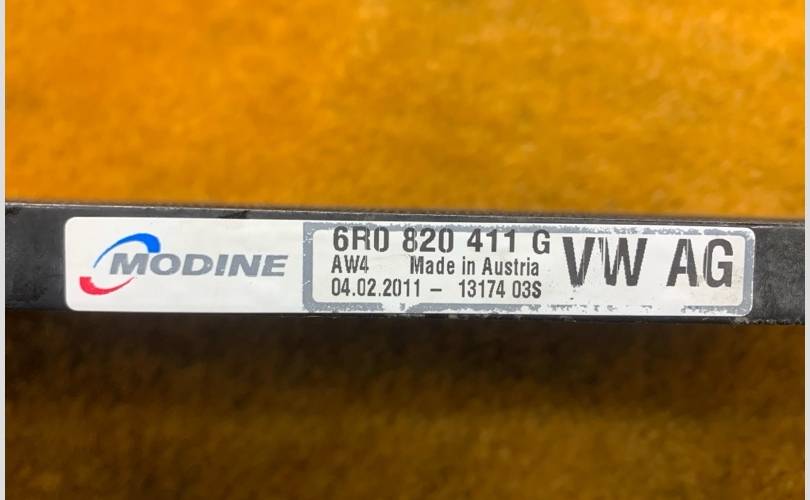 MODINE
6R0 820 411 G
VW AG
AW4 Made in Austria
04.02.2011 - 13174 03S